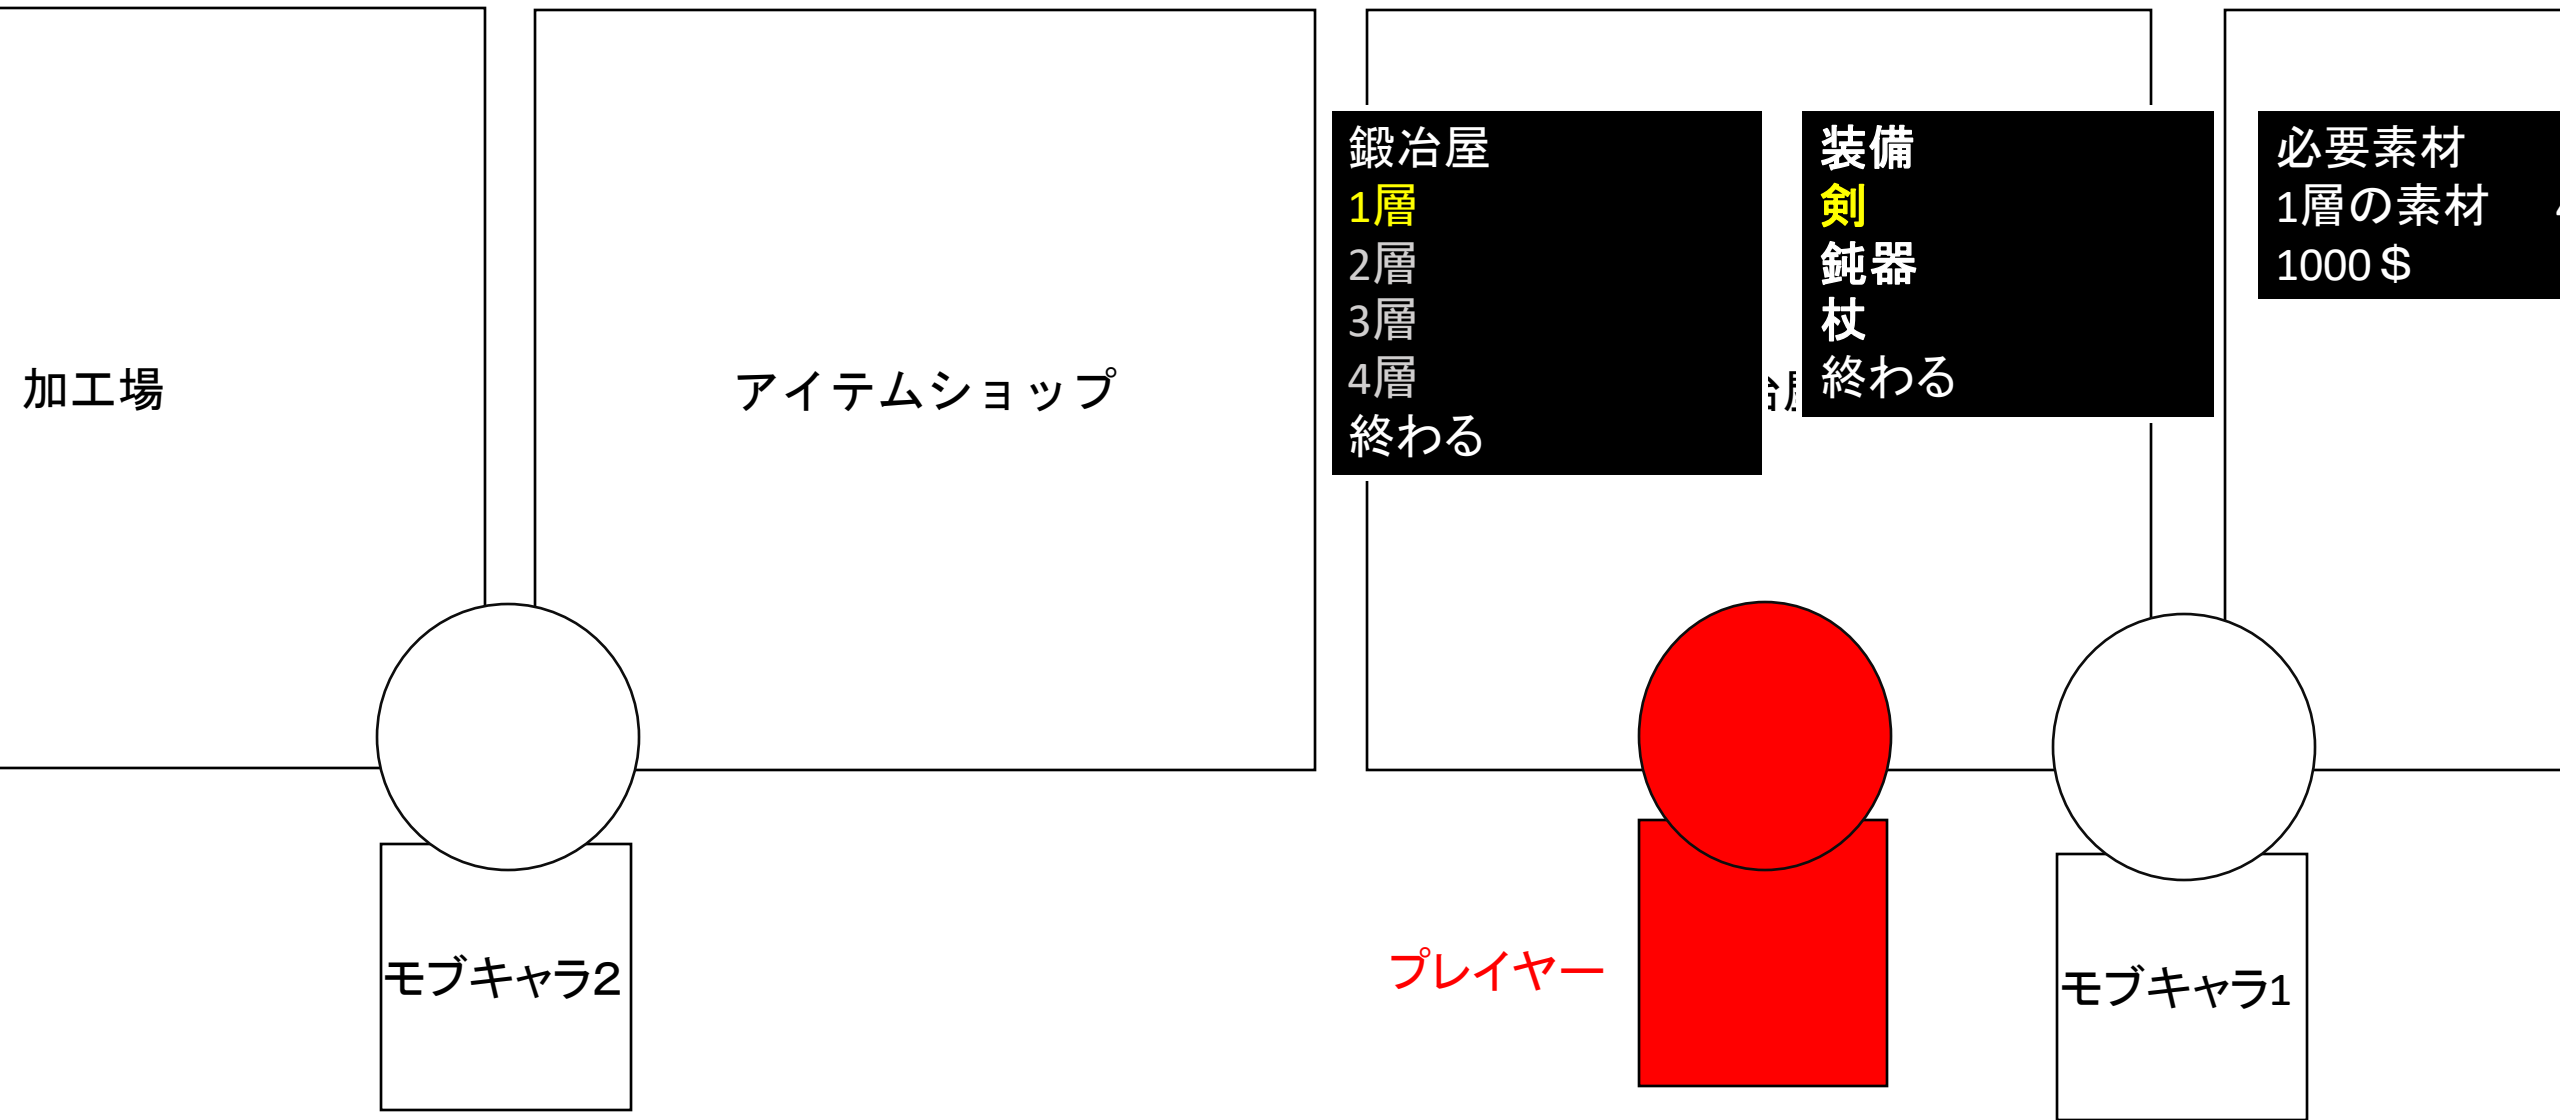 加工場
アイテムショップ
鍛冶屋
1層
2層
3層
4層
終わる
装備
剣
鈍器
杖
終わる
必要素材
1層の素材
1000＄
モブキャラ2
プレイヤー
モブキャラ1